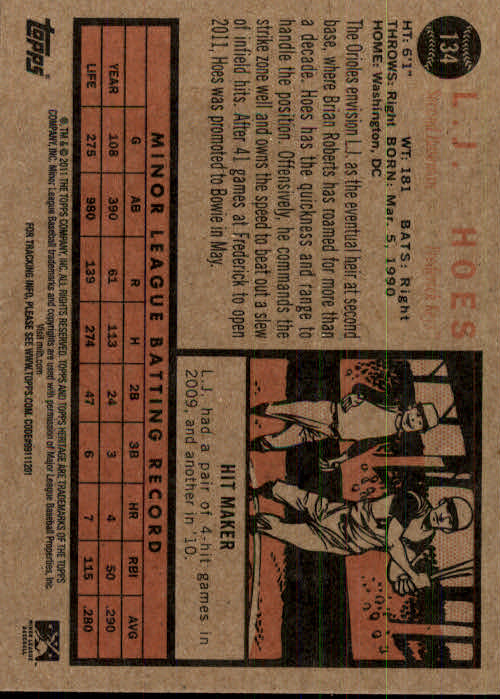 134
L.J. HOES
HT: 6'1" WT: 181 BATS: Right
THROWS: Right BORN: Mar. 5, 1990
HOME: Washington, DC
The Orioles envision L.J. as the eventual heir at second
base, where Brian Roberts has roamed for more than
a decade. Hoes has the quickness and range to
handle the position. Offensively, he commands the
strike zone well and owns the speed to beat out a slew
of infield hits. After 41 games at Frederick to open
2011, Hoes was promoted to Bowie in May.
HIT MAKER
L.J. had a pair of 4-hit games in
2009, and another in '10.
MINOR LEAGUE BATTING RECORD
YEAR G AB R H 2B 3B HR RBI AVG
108 390 61 113 24 3 4 50 .290
LIFE 275 980 139 274 47 6 7 115 .280
topps
®TM & © 2011 THE TOPPS COMPANY, INC. ALL RIGHTS RESERVED. TOPPS AND TOPPS HERITAGE ARE TRADEMARKS OF THE TOPPS
COMPANY, INC. Minor League Baseball trademarks and copyrights are used with permission of Major League Baseball Properties, Inc.
Visit milb.com.
FOR TRACKING INFO, PLEASE SEE WWW.TOPPS.COM. CODE#99111201
MINOR LEAGUE
BASEBALL